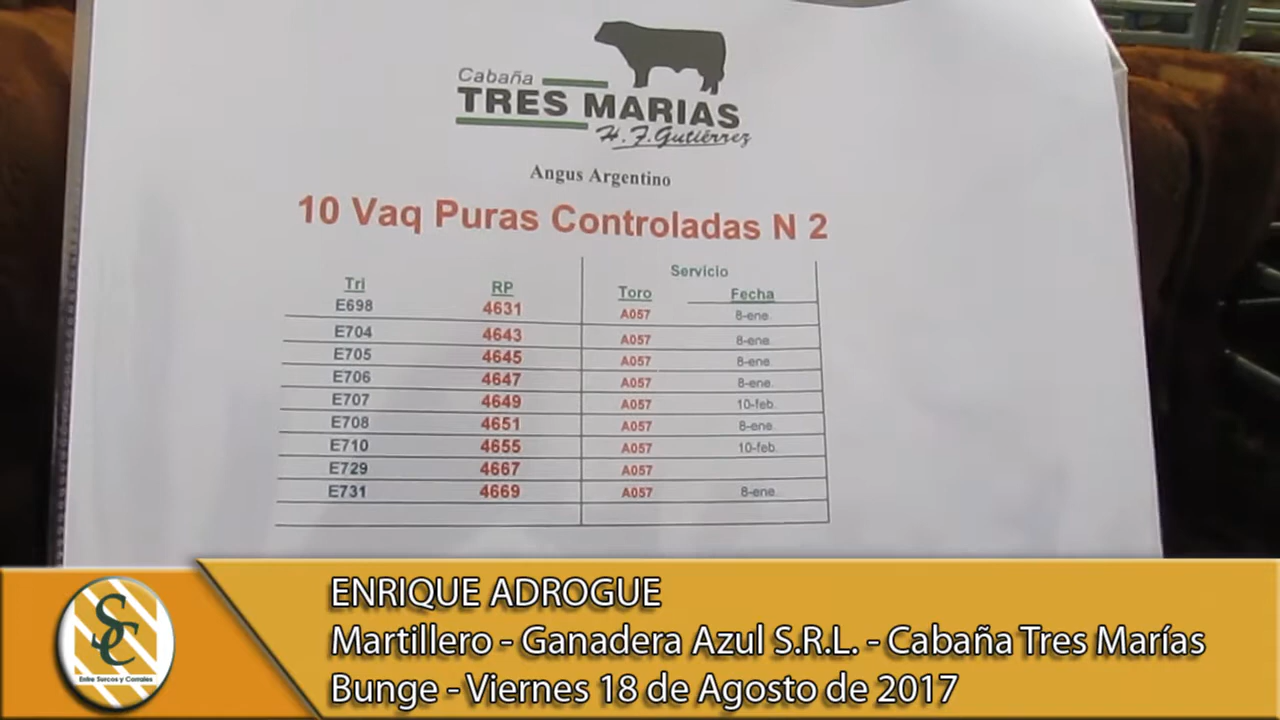 Cabaña
TRES MARIAS
H. F. Gutiérrez
Angus Argentino
10 Vaq Puras Controladas N 2
Servicio
Tri RP Toro Fecha
E698 4631 A057 8-ene.
E704 4643 A057 8-ene.
E705 4645 A057 8-ene.
E706 4647 A057 8-ene.
E707 4649 A057 10-feb.
E708 4651 A057 8-ene.
E710 4655 A057 10-feb.
E729 4667 A057
E731 4669 A057 8-ene.
SC
Entre Surcos y Corrales
ENRIQUE ADROGUE
Martillero - Ganadera Azul S.R.L. - Cabaña Tres Marías
Bunge - Viernes 18 de Agosto de 2017